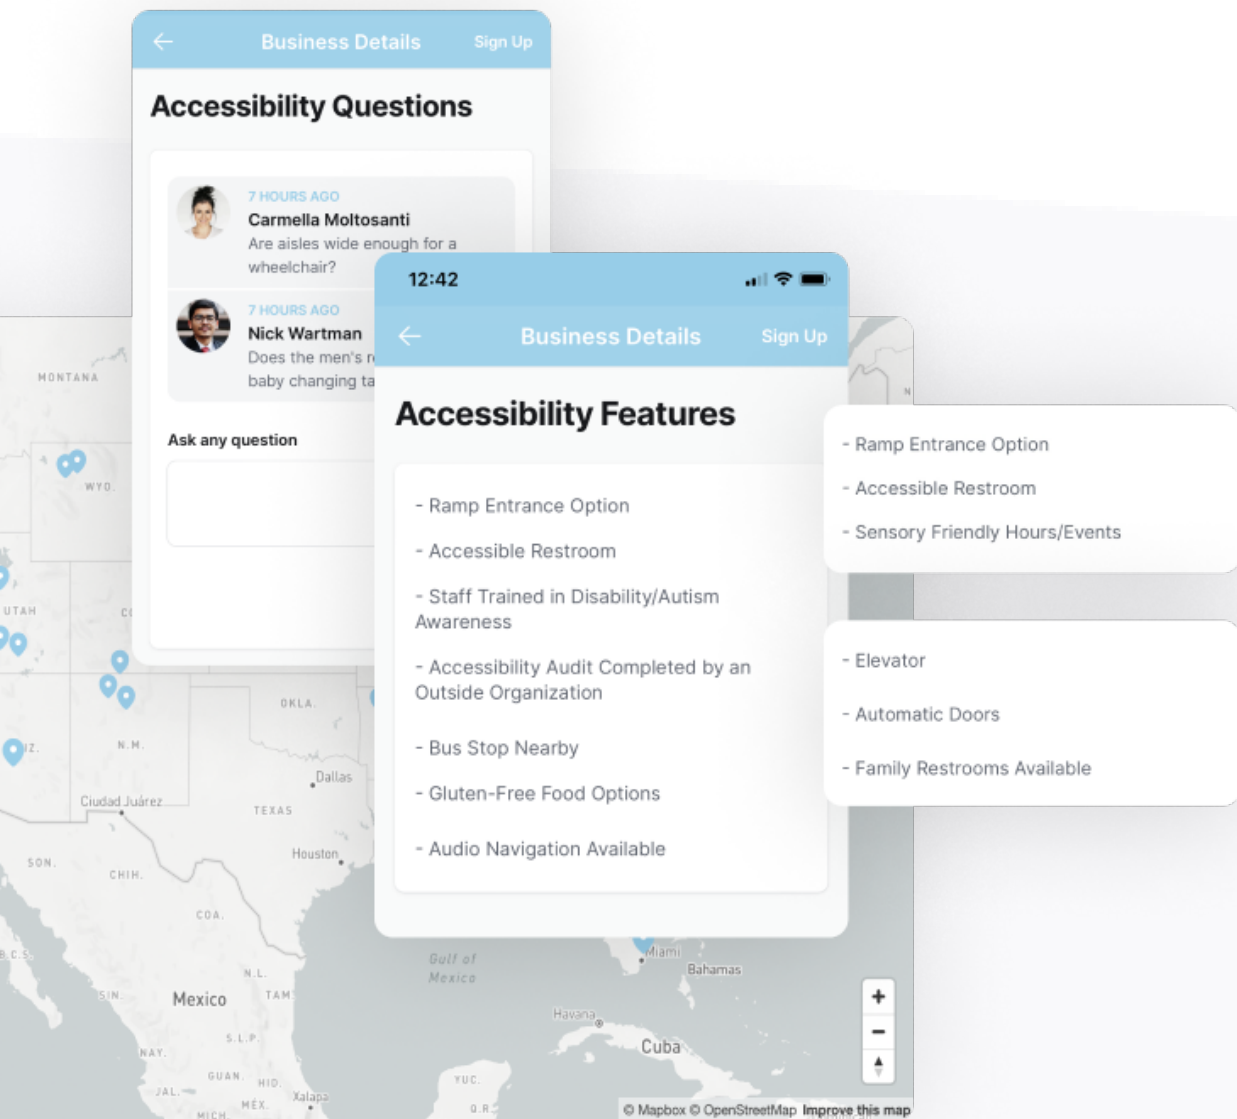 Business Details
Sign Up
Accessibility Questions
7 HOURS AGO
Carmella Moltosanti
Are aisles wide enough for a
wheelchair?
7 HOURS AGO
Nick Wartman
Does the men's
baby changing
Ask any question
12:42
Business Details
Sign Up
Accessibility Features
- Ramp Entrance Option
- Accessible Restroom
- Staff Trained in Disability/Autism
Awareness
- Accessibility Audit Completed by an
Outside Organization
- Bus Stop Nearby
- Gluten-Free Food Options
- Audio Navigation Available
- Ramp Entrance Option
- Accessible Restroom
- Sensory Friendly Hours/Events
- Elevator
- Automatic Doors
- Family Restrooms Available
MONTANA
WYO.
UTAH
OKLA.
N.M.
Dallas
Ciudad Juárez
TEXAS
Houston
SON.
CHIH.
COA.
B.C.S.
N.L.
SIN.
Mexico
TAM
Gulf of
Mexico
Miami
Bahamas
Havana
Cuba
S.L.P.
NAY.
GUAN.
HID.
JAL.
MÉX.
Xalapa
MICH.
YUC.
Q.R.
© Mapbox © OpenStreetMap Improve this map